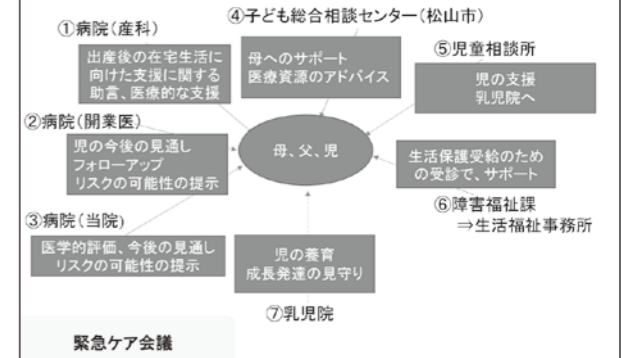 ①病院（産科）
出産後の在宅生活に
向けた支援に関する
助言、医療的な支援
②病院（開業医）
児の今後の見通し
フォローアップ
リスクの可能性の提示
③病院（当院）
医学的評価、今後の見通し
リスクの可能性の提示
④子ども総合相談センター（松山市）
母へのサポート
医療資源のアドバイス
⑤児童相談所
児の支援
乳児院へ
母、父、児
生活保護受給のため
の受診で、サポート
⑥障害福祉課
⇒生活福祉事務所
児の養育
成長発達の見守り
⑦乳児院
緊急ケア会議